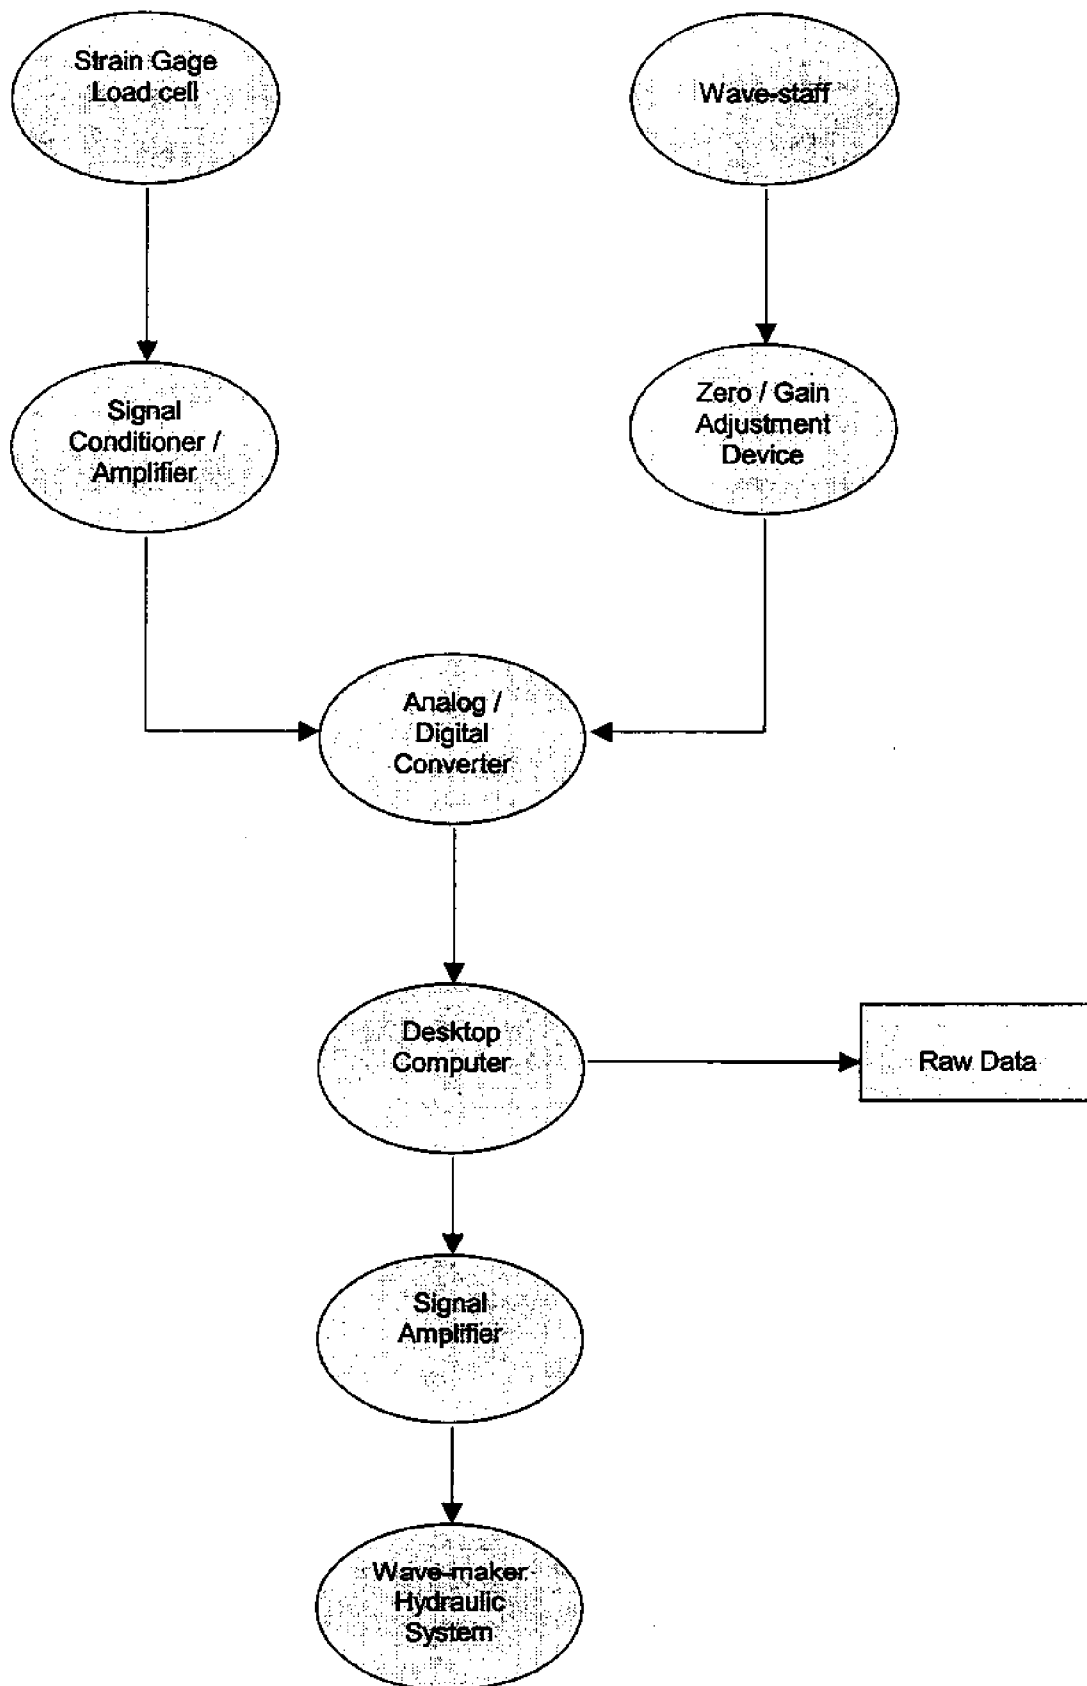 Strain Gage
Load cell
Wave-staff
Signal
Conditioner /
Amplifier
Zero / Gain
Adjustment
Device
Analog /
Digital
Converter
Desktop
Computer
Raw Data
Signal
Amplifier
Wave-maker
Hydraulic
System